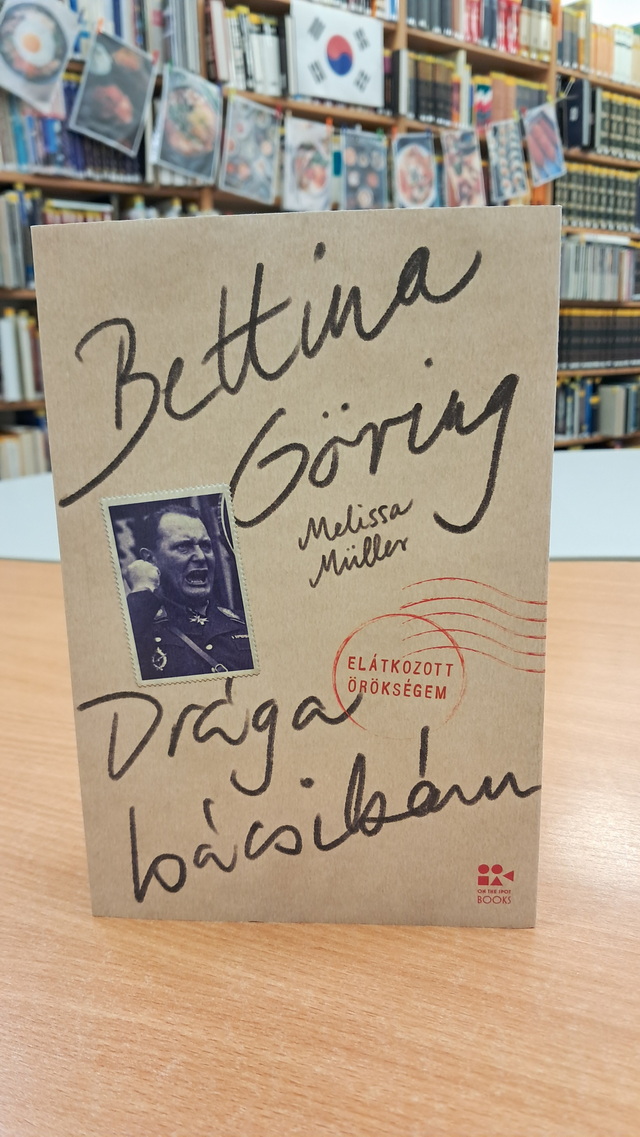 Bettina
Göring
Melissa
Müller
ELÁTKOZOTT
ÖRÖKSÉGEM
Drága
bácsikám
ON THE SPOT
BOOKS